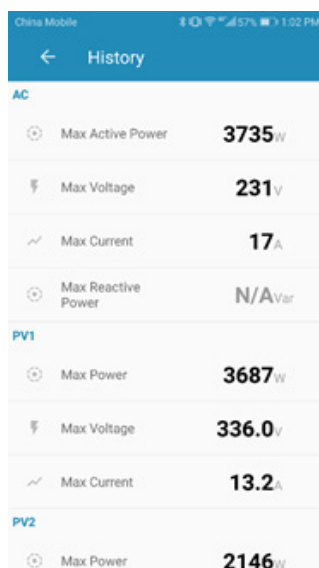 China Mobile 57% 1:02 PM
History
AC
Max Active Power 3735W
Max Voltage 231V
Max Current 17A
Max Reactive
Power N/AVar
PV1
Max Power 3687W
Max Voltage 336.0V
Max Current 13.2A
PV2
Max Power 2146W